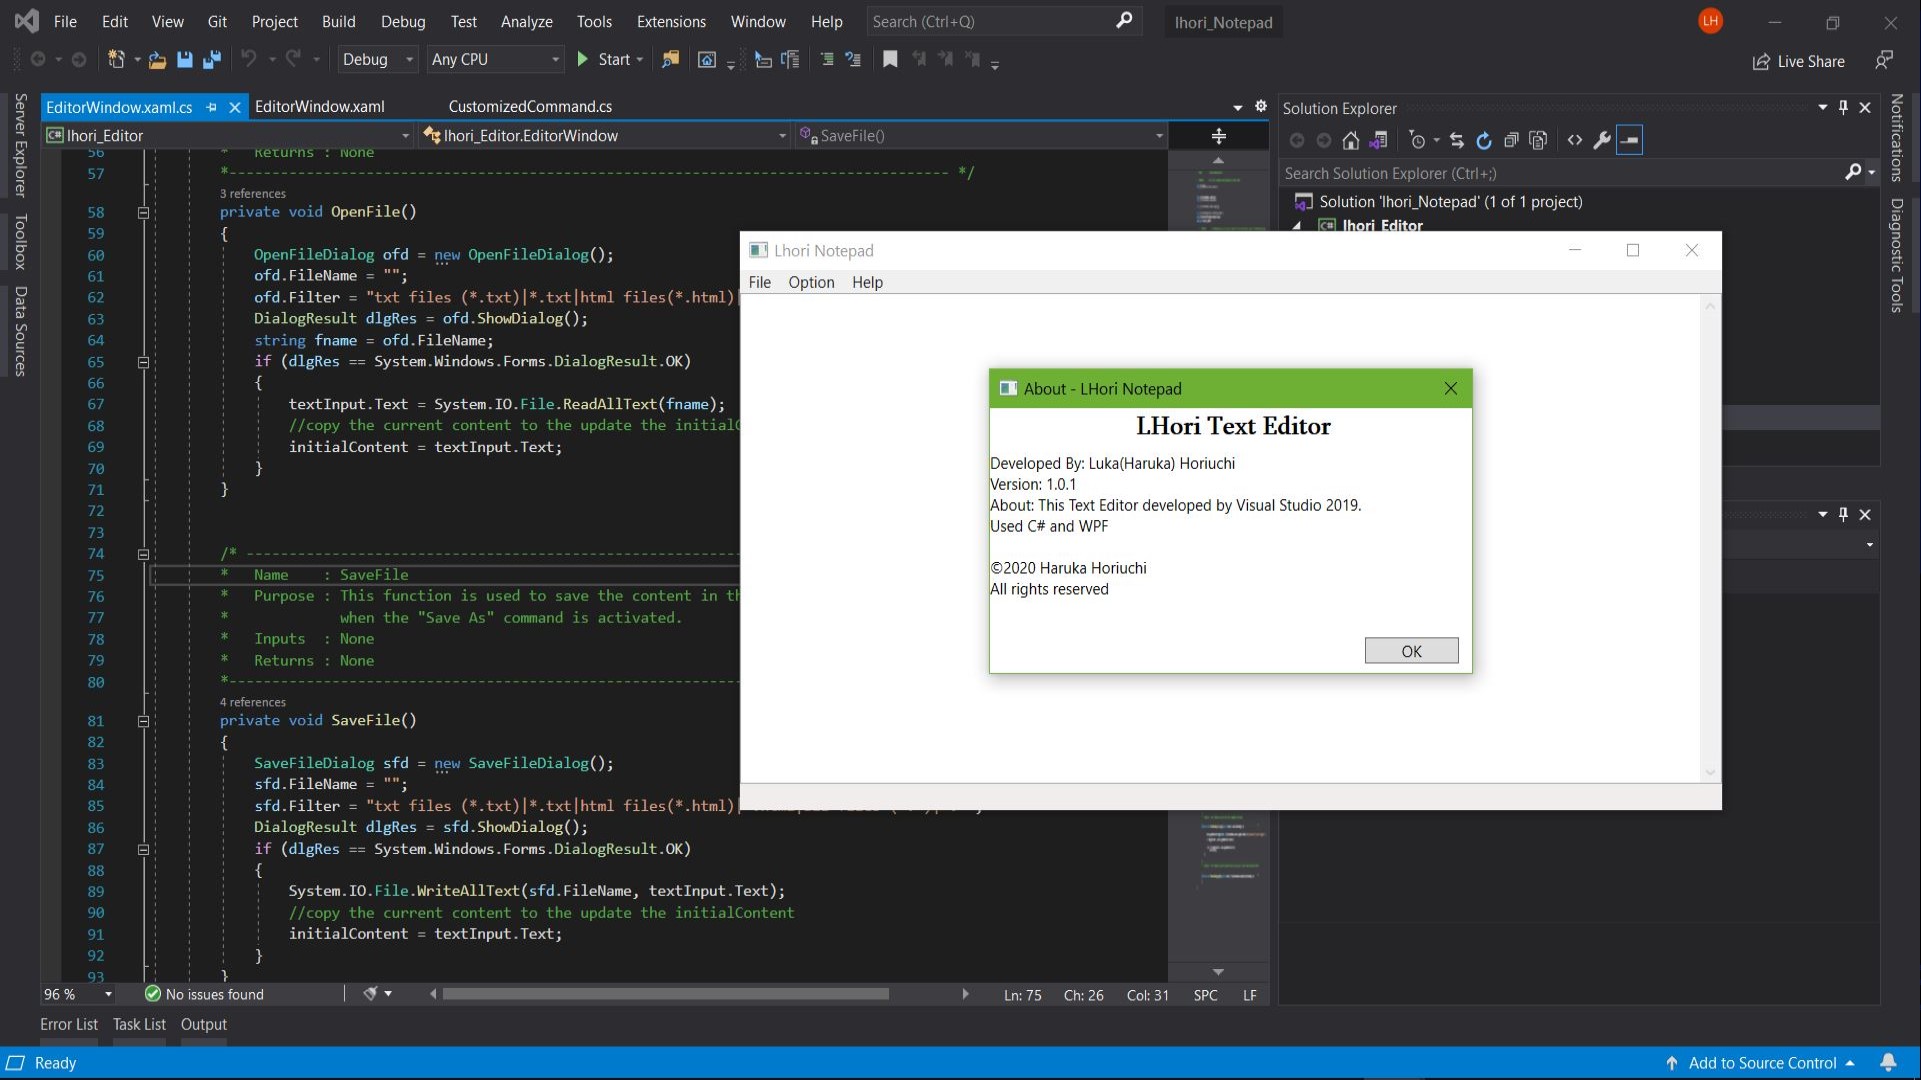 File Edit View Git Project Build Debug Test Analyze Tools Extensions Window Help Search (Ctrl+Q) lhori_Notepad LH
Debug Any CPU Start Live Share
Server Explorer
Toolbox
Data Sources
EditorWindow.xaml.cs EditorWindow.xaml CustomizedCommand.cs
lhori_Editor lhori_Editor.EditorWindow SaveFile()
56 * Returns : None
57 *------------------------------------------------------------------------------------- */
3 references
58 private void OpenFile()
59 {
60 OpenFileDialog ofd = new OpenFileDialog();
61 ofd.FileName = "";
62 ofd.Filter = "txt files (*.txt)|*.txt|html files(*.html)|
63 DialogResult dlgRes = ofd.ShowDialog();
64 string fname = ofd.FileName;
65 if (dlgRes == System.Windows.Forms.DialogResult.OK)
66 {
67 textInput.Text = System.IO.File.ReadAllText(fname);
68 //copy the current content to the update the initialC
69 initialContent = textInput.Text;
70 }
71 }
72
73
74 /* ----------------------------------------------------------
75 * Name : SaveFile
76 * Purpose : This function is used to save the content in th
77 * when the "Save As" command is activated.
78 * Inputs : None
79 * Returns : None
80 *------------------------------------------------------------
4 references
81 private void SaveFile()
82 {
83 SaveFileDialog sfd = new SaveFileDialog();
84 sfd.FileName = "";
85 sfd.Filter = "txt files (*.txt)|*.txt|html files(*.html)|
86 DialogResult dlgRes = sfd.ShowDialog();
87 if (dlgRes == System.Windows.Forms.DialogResult.OK)
88 {
89 System.IO.File.WriteAllText(sfd.FileName, textInput.Text);
90 //copy the current content to the update the initialContent
91 initialContent = textInput.Text;
92 }
93 }
96 % No issues found Ln: 75 Ch: 26 Col: 31 SPC LF
Lhori Notepad
File Option Help
About - LHori Notepad
LHori Text Editor
Developed By: Luka(Haruka) Horiuchi
Version: 1.0.1
About: This Text Editor developed by Visual Studio 2019.
Used C# and WPF
©2020 Haruka Horiuchi
All rights reserved
OK
Solution Explorer
Search Solution Explorer (Ctrl+;)
Solution 'lhori_Notepad' (1 of 1 project)
C# lhori_Editor
Notifications
Diagnostic Tools
Error List Task List Output
Ready Add to Source Control